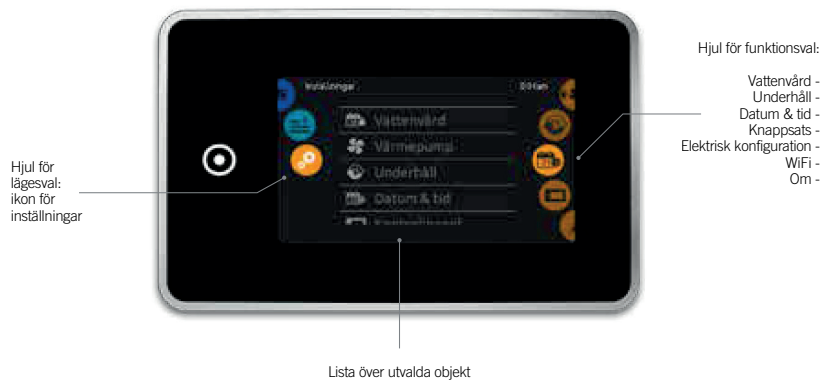 Hjul för funktionsval:
Vattenvård -
Underhåll -
Datum & tid -
Knappsats -
Elektrisk konfiguration -
WiFi -
Om -
Hjul för
lägesval:
ikon för
inställningar
Inställningar
Vattenvård
Värmepump
Underhåll
Datum & tid
Lista över utvalda objekt